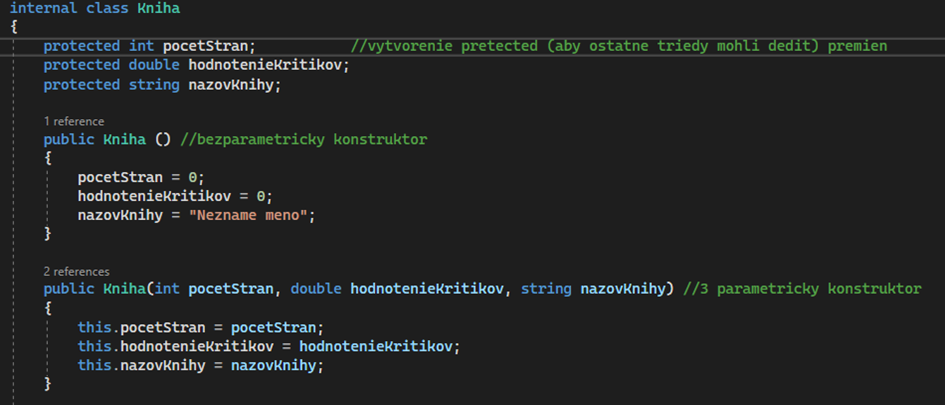 internal class Kniha
{
protected int pocetStran; //vytvorenie pretected (aby ostatne triedy mohli dedit) premien
protected double hodnotenieKritikov;
protected string nazovKnihy;
1 reference
public Kniha () //bezparametricky konstruktor
{
pocetStran = 0;
hodnotenieKritikov = 0;
nazovKnihy = "Nezname meno";
}
2 references
public Kniha(int pocetStran, double hodnotenieKritikov, string nazovKnihy) //3 parametricky konstruktor
{
this.pocetStran = pocetStran;
this.hodnotenieKritikov = hodnotenieKritikov;
this.nazovKnihy = nazovKnihy;
}